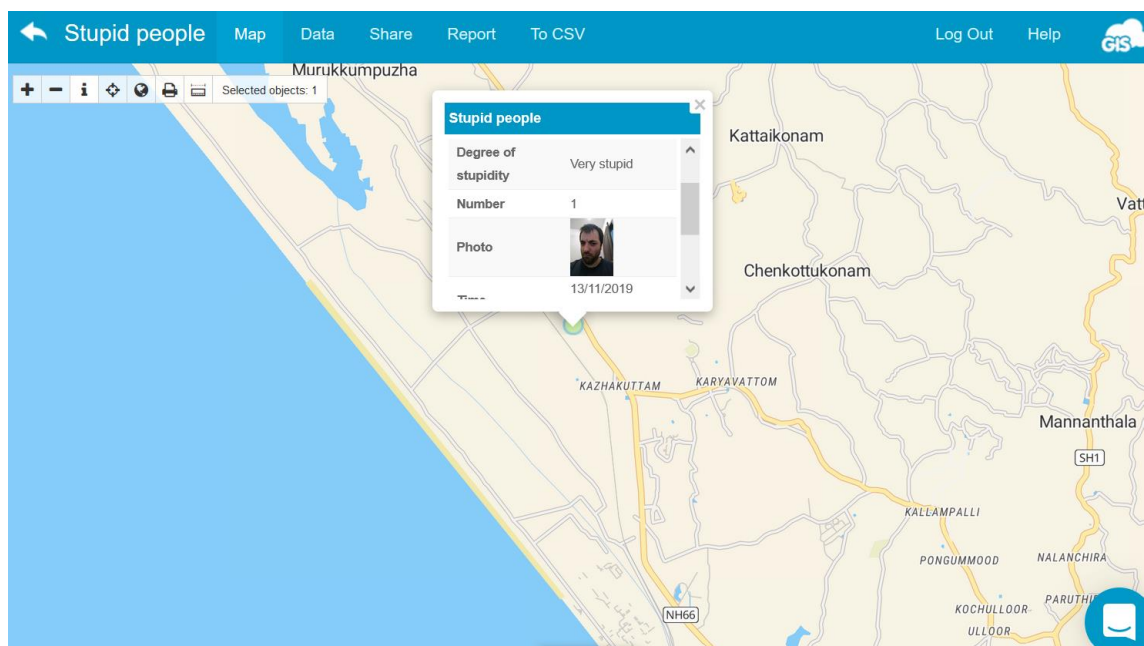 Stupid people Map Data Share Report To CSV Log Out Help GIS
Selected objects: 1
Murukkumpuzha
Stupid people
Degree of
stupidity
Very stupid
Number 1
Photo
13/11/2019
Kattaikonam
Chenkottukonam
KAZHAKUTTAM
KARYAVATTOM
Mannanthala
SH1
KALLAMPALLI
PONGUMMOOD
NALANCHIRA
KOCHULLOOR
ULLOOR
NH66